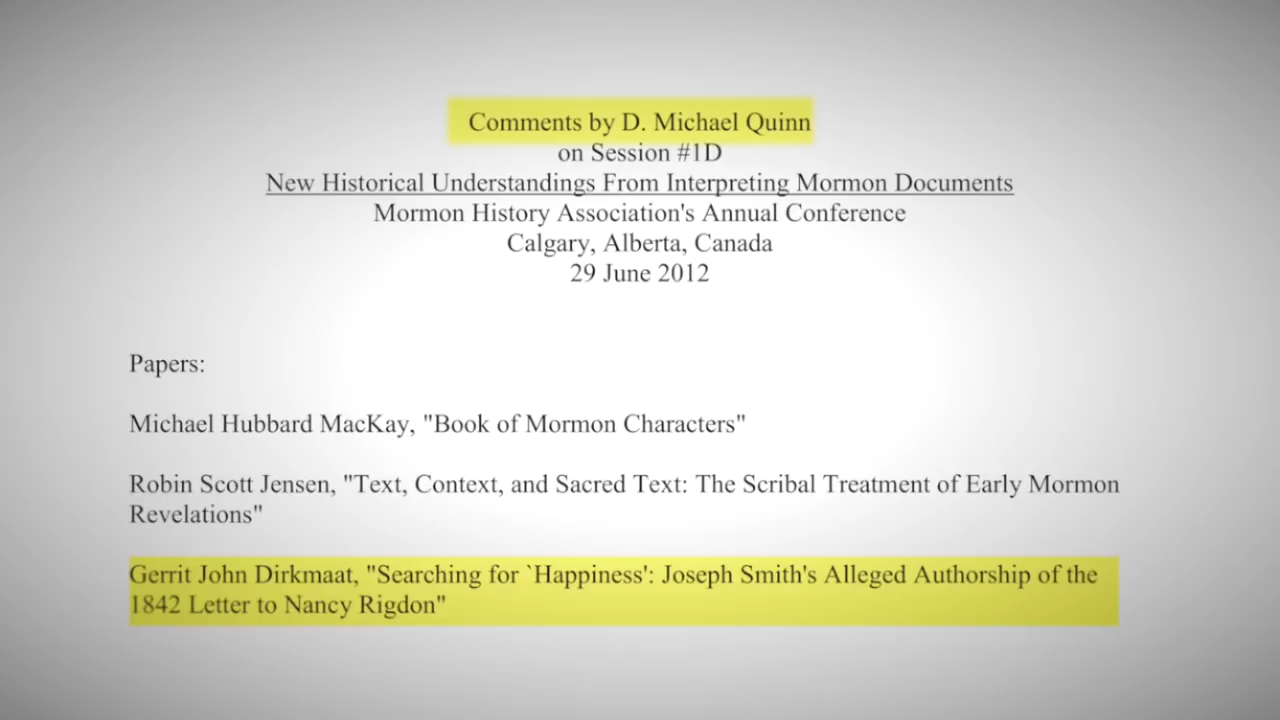 Comments by D. Michael Quinn
on Session #1D
New Historical Understandings From Interpreting Mormon Documents
Mormon History Association's Annual Conference
Calgary, Alberta, Canada
29 June 2012
Papers:
Michael Hubbard MacKay, "Book of Mormon Characters"
Robin Scott Jensen, "Text, Context, and Sacred Text: The Scribal Treatment of Early Mormon
Revelations"
Gerrit John Dirkmaat, "Searching for `Happiness': Joseph Smith's Alleged Authorship of the
1842 Letter to Nancy Rigdon"